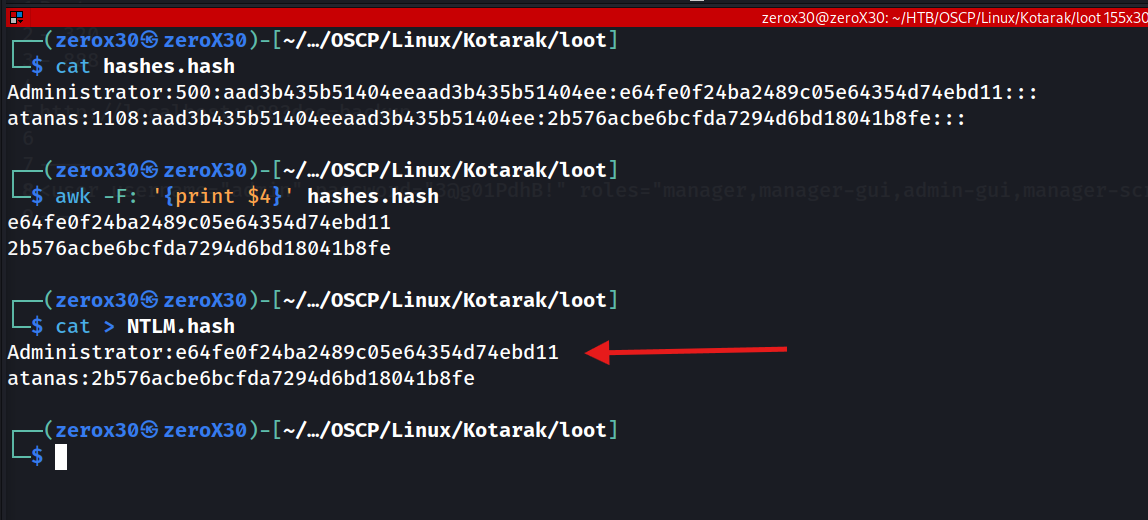 zerox30@zeroX30: ~/HTB/OSCP/Linux/Kotarak/loot 155x30
┌──(zerox30㉿zeroX30)-[~/…/OSCP/Linux/Kotarak/loot]
└─$ cat hashes.hash
Administrator:500:aad3b435b51404eeaad3b435b51404ee:e64fe0f24ba2489c05e64354d74ebd11:::
atanas:1108:aad3b435b51404eeaad3b435b51404ee:2b576acbe6bcfda7294d6bd18041b8fe:::
┌──(zerox30㉿zeroX30)-[~/…/OSCP/Linux/Kotarak/loot]
└─$ awk -F: '{print $4}' hashes.hash
e64fe0f24ba2489c05e64354d74ebd11
2b576acbe6bcfda7294d6bd18041b8fe
┌──(zerox30㉿zeroX30)-[~/…/OSCP/Linux/Kotarak/loot]
└─$ cat > NTLM.hash
Administrator:e64fe0f24ba2489c05e64354d74ebd11
atanas:2b576acbe6bcfda7294d6bd18041b8fe
┌──(zerox30㉿zeroX30)-[~/…/OSCP/Linux/Kotarak/loot]
└─$